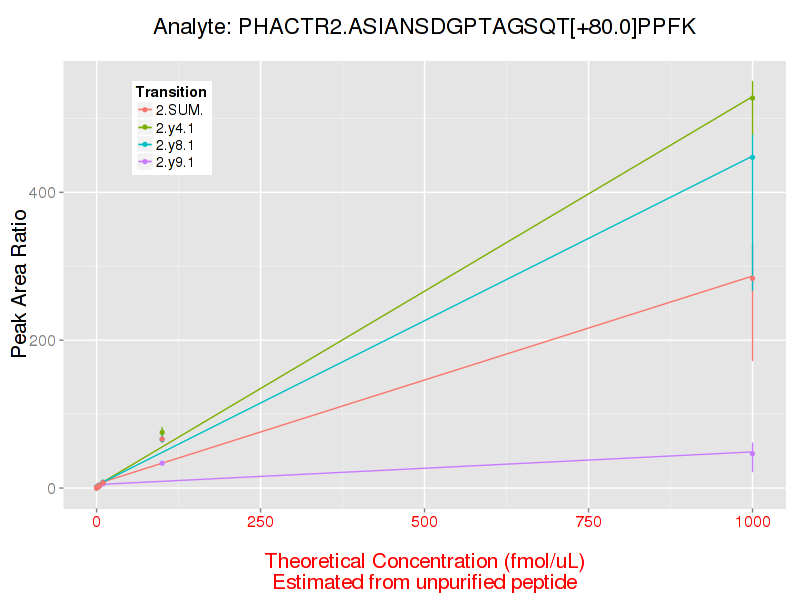 Analyte: PHACTR2.ASIANSDGPTAGSQT[+80.0]PPFK
Transition
2.SUM.
2.y4.1
2.y8.1
2.y9.1
Peak Area Ratio
400
200
0
0 250 500 750 1000
Theoretical Concentration (fmol/uL)
Estimated from unpurified peptide